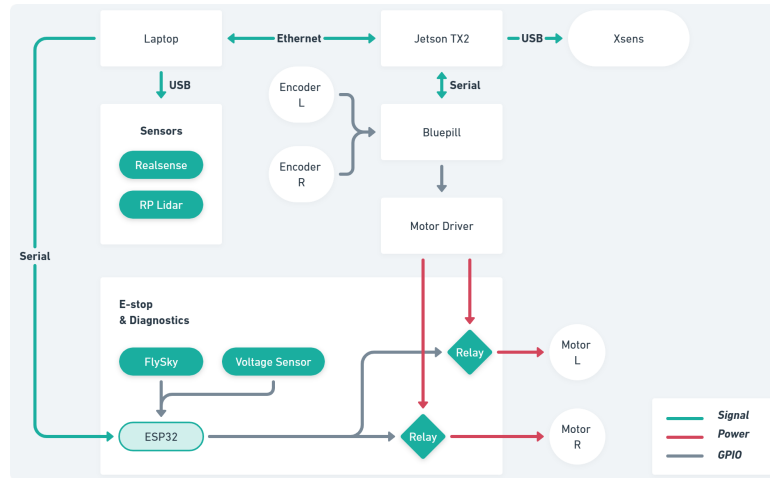 Laptop
Ethernet
Jetson TX2
USB
Xsens
USB
Serial
Encoder
L
Sensors
Bluepill
Realsense
Encoder
R
RP Lidar
Motor Driver
Serial
E-stop
& Diagnostics
FlySky
Voltage Sensor
Relay
Motor
L
ESP32
Relay
Motor
R
Signal
Power
GPIO